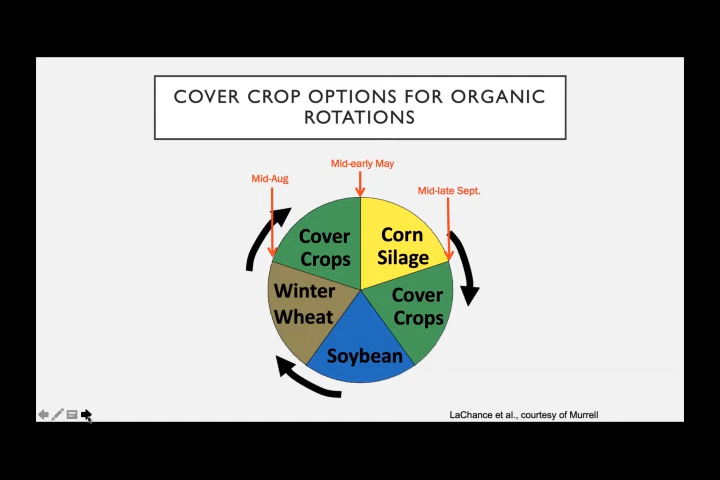 COVER CROP OPTIONS FOR ORGANIC
ROTATIONS
Mid-early May
Mid-Aug
Mid-late Sept.
Cover
Crops
Corn
Silage
Winter
Wheat
Cover
Crops
Soybean
LaChance et al., courtesy of Murrell